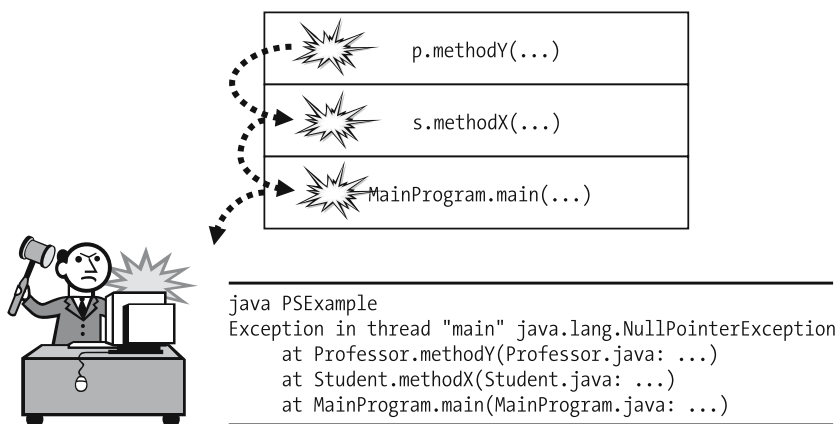 p.methodY(...)
s.methodX(...)
MainProgram.main(...)
java PSExample
Exception in thread "main" java.lang.NullPointerException
at Professor.methodY(Professor.java: ...)
at Student.methodX(Student.java: ...)
at MainProgram.main(MainProgram.java: ...)